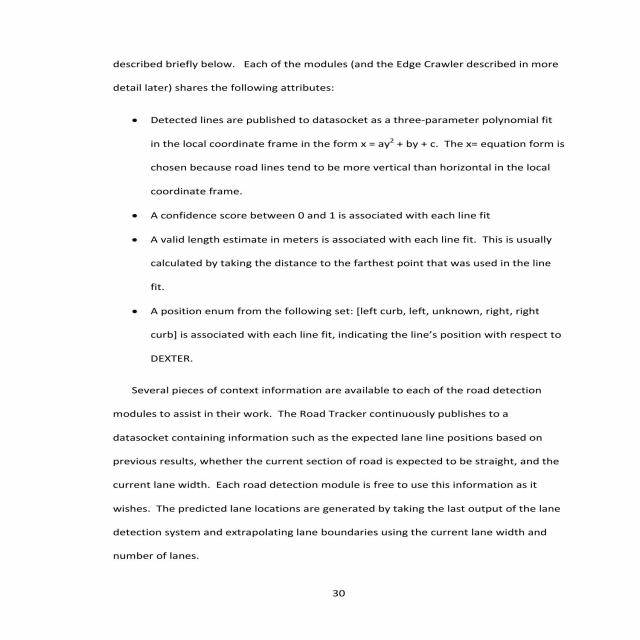 described briefly below.   Each of the modules (and the Edge Crawler described in more
detail later) shares the following attributes:
• Detected lines are published to datasocket as a three-parameter polynomial fit
in the local coordinate frame in the form x = ay² + by + c.  The x= equation form is
chosen because road lines tend to be more vertical than horizontal in the local
coordinate frame.
• A confidence score between 0 and 1 is associated with each line fit
• A valid length estimate in meters is associated with each line fit.  This is usually
calculated by taking the distance to the farthest point that was used in the line
fit.
• A position enum from the following set: [left curb, left, unknown, right, right
curb] is associated with each line fit, indicating the line's position with respect to
DEXTER.
Several pieces of context information are available to each of the road detection
modules to assist in their work.  The Road Tracker continuously publishes to a
datasocket containing information such as the expected lane line positions based on
previous results, whether the current section of road is expected to be straight, and the
current lane width.  Each road detection module is free to use this information as it
wishes.  The predicted lane locations are generated by taking the last output of the lane
detection system and extrapolating lane boundaries using the current lane width and
number of lanes.
30